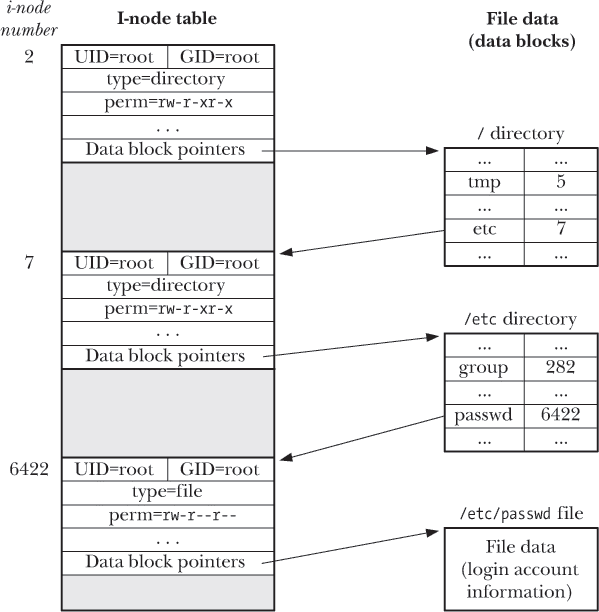 i-node
number
I-node table
File data
(data blocks)
2
UID=root GID=root
type=directory
perm=rw-r-xr-x
...
Data block pointers
/ directory
... ...
tmp 5
... ...
etc 7
... ...
7
UID=root GID=root
type=directory
perm=rw-r-xr-x
...
Data block pointers
/etc directory
... ...
group 282
... ...
passwd 6422
... ...
6422
UID=root GID=root
type=file
perm=rw-r--r--
...
Data block pointers
/etc/passwd file
File data
(login account
information)